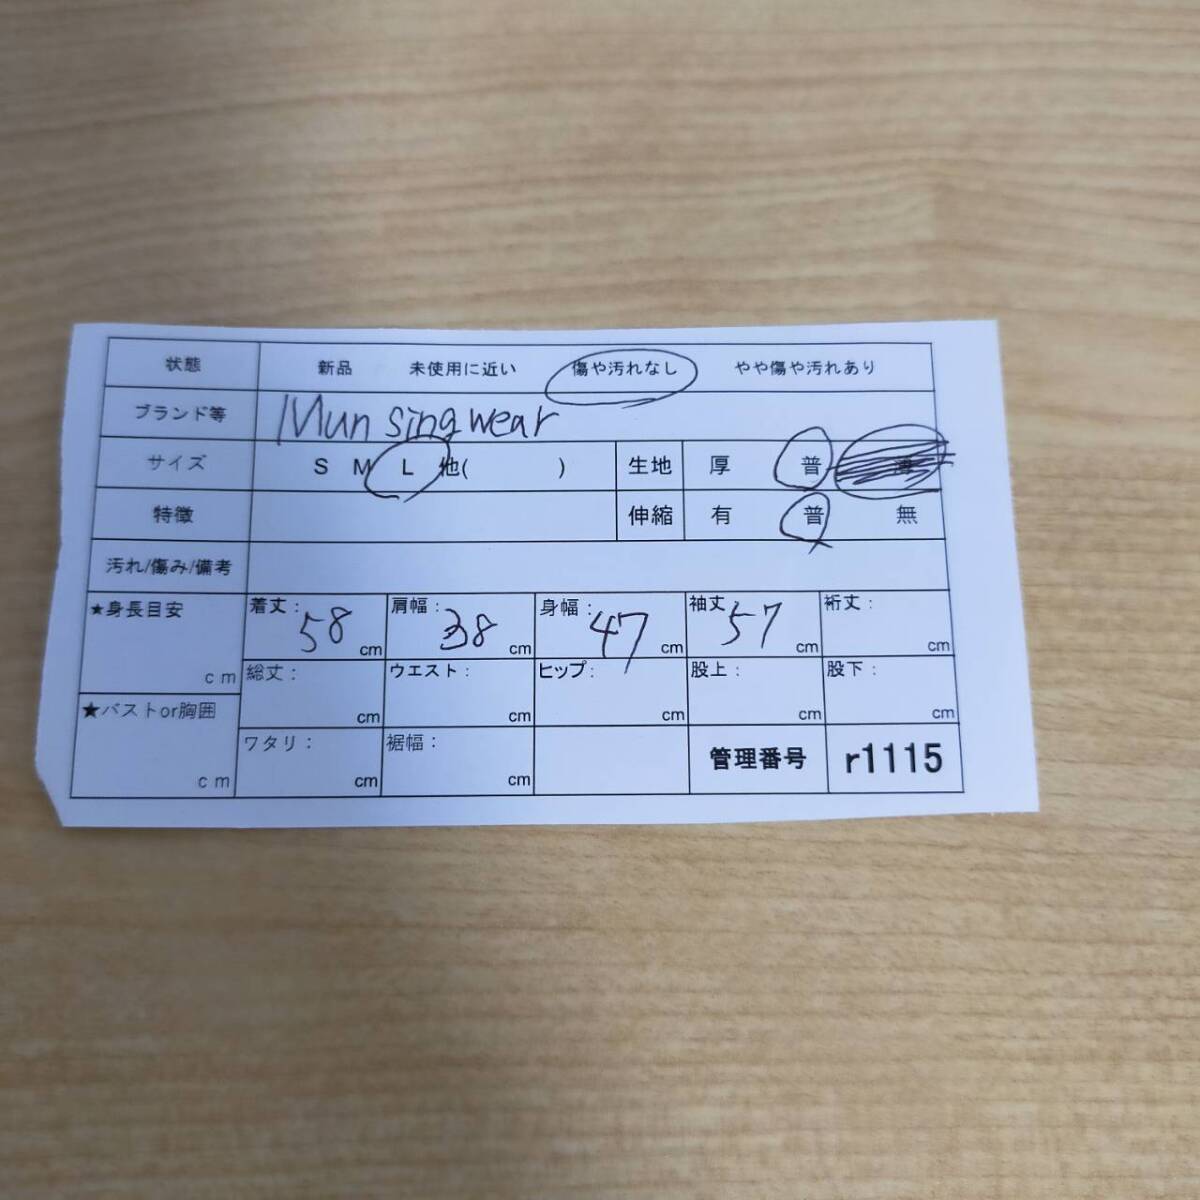 状態 新品 未使用に近い 傷や汚れなし やや傷や汚れあり
ブランド等 Munsingwear
サイズ S M L 他( ) 生地 厚 普
特徴 伸縮 有 普 無
汚れ/傷み/備考
★身長目安 cm
着丈: 58 cm 肩幅: 38 cm 身幅: 47 cm 袖丈: 57 cm 裄丈: cm
総丈: cm ウエスト: cm ヒップ: cm 股上: cm 股下: cm
★バストor胸囲 cm
ワタリ: cm 裾幅: cm 管理番号 r1115